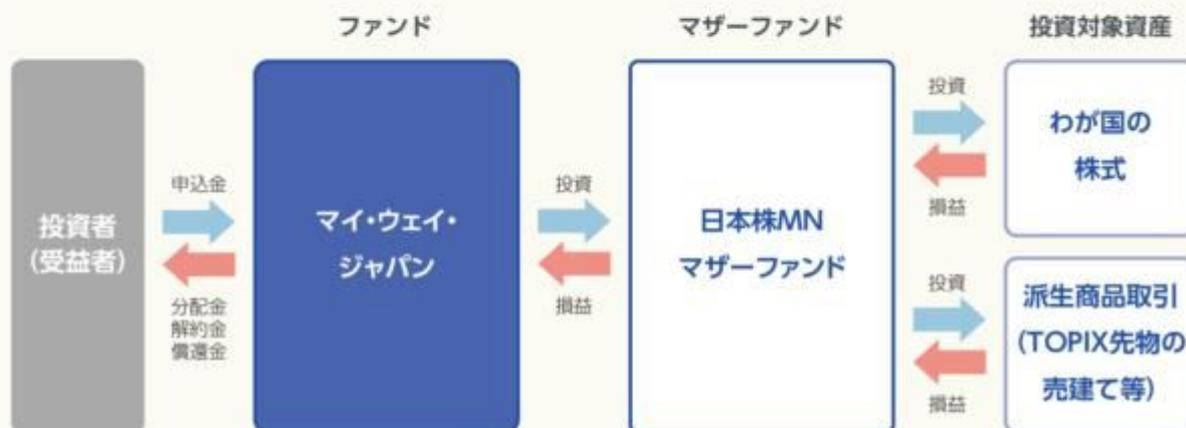 ファンド
マザーファンド
投資対象資産
投資者
(受益者)
申込金
分配金
解約金
償還金
マイ・ウェイ・
ジャパン
投資
損益
日本株MN
マザーファンド
投資
損益
わが国の
株式
投資
損益
派生商品取引
(TOPIX先物の
売建て等)